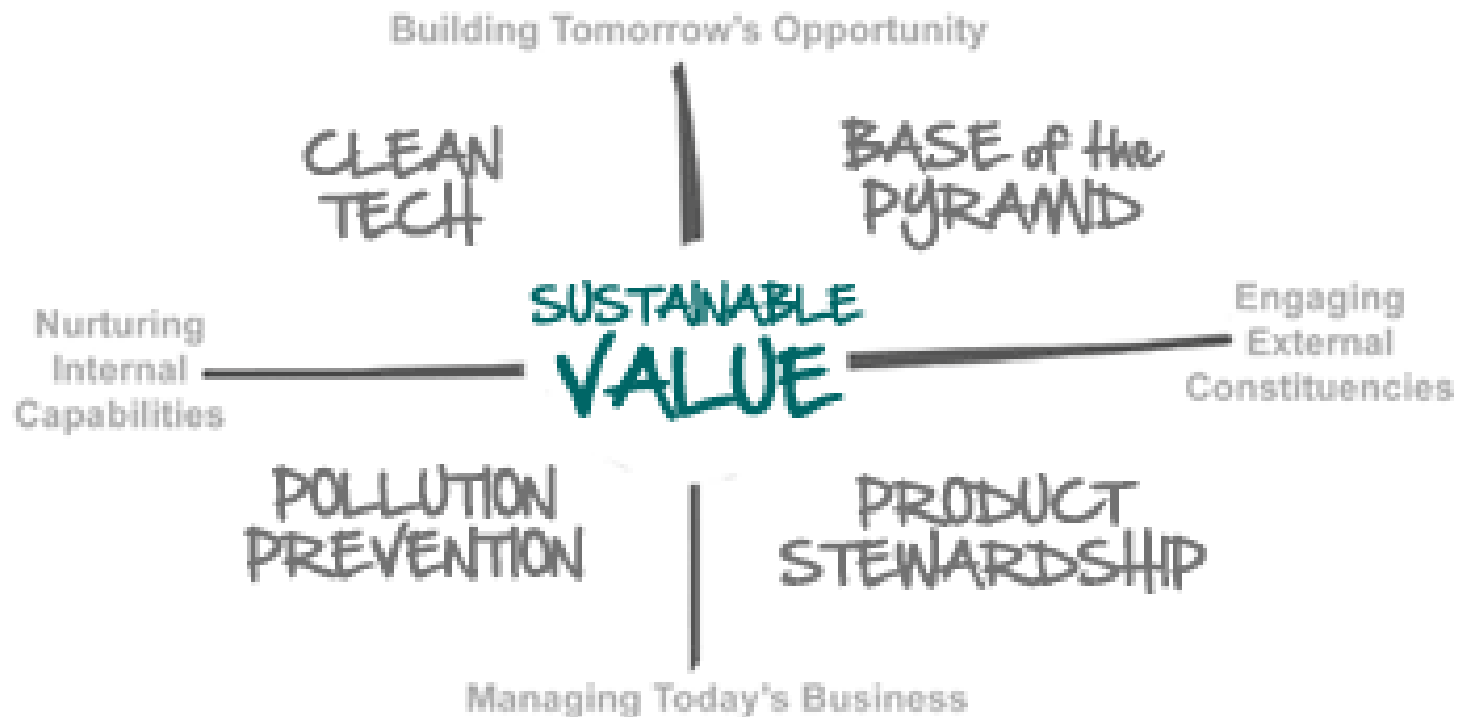 Building Tomorrow's Opportunity
CLEAN
TECH
BASE of the
PYRAMID
SUSTAINABLE
VALUE
Nurturing
Internal
Capabilities
Engaging
External
Constituencies
POLLUTION
PREVENTION
PRODUCT
STEWARDSHIP
Managing Today's Business